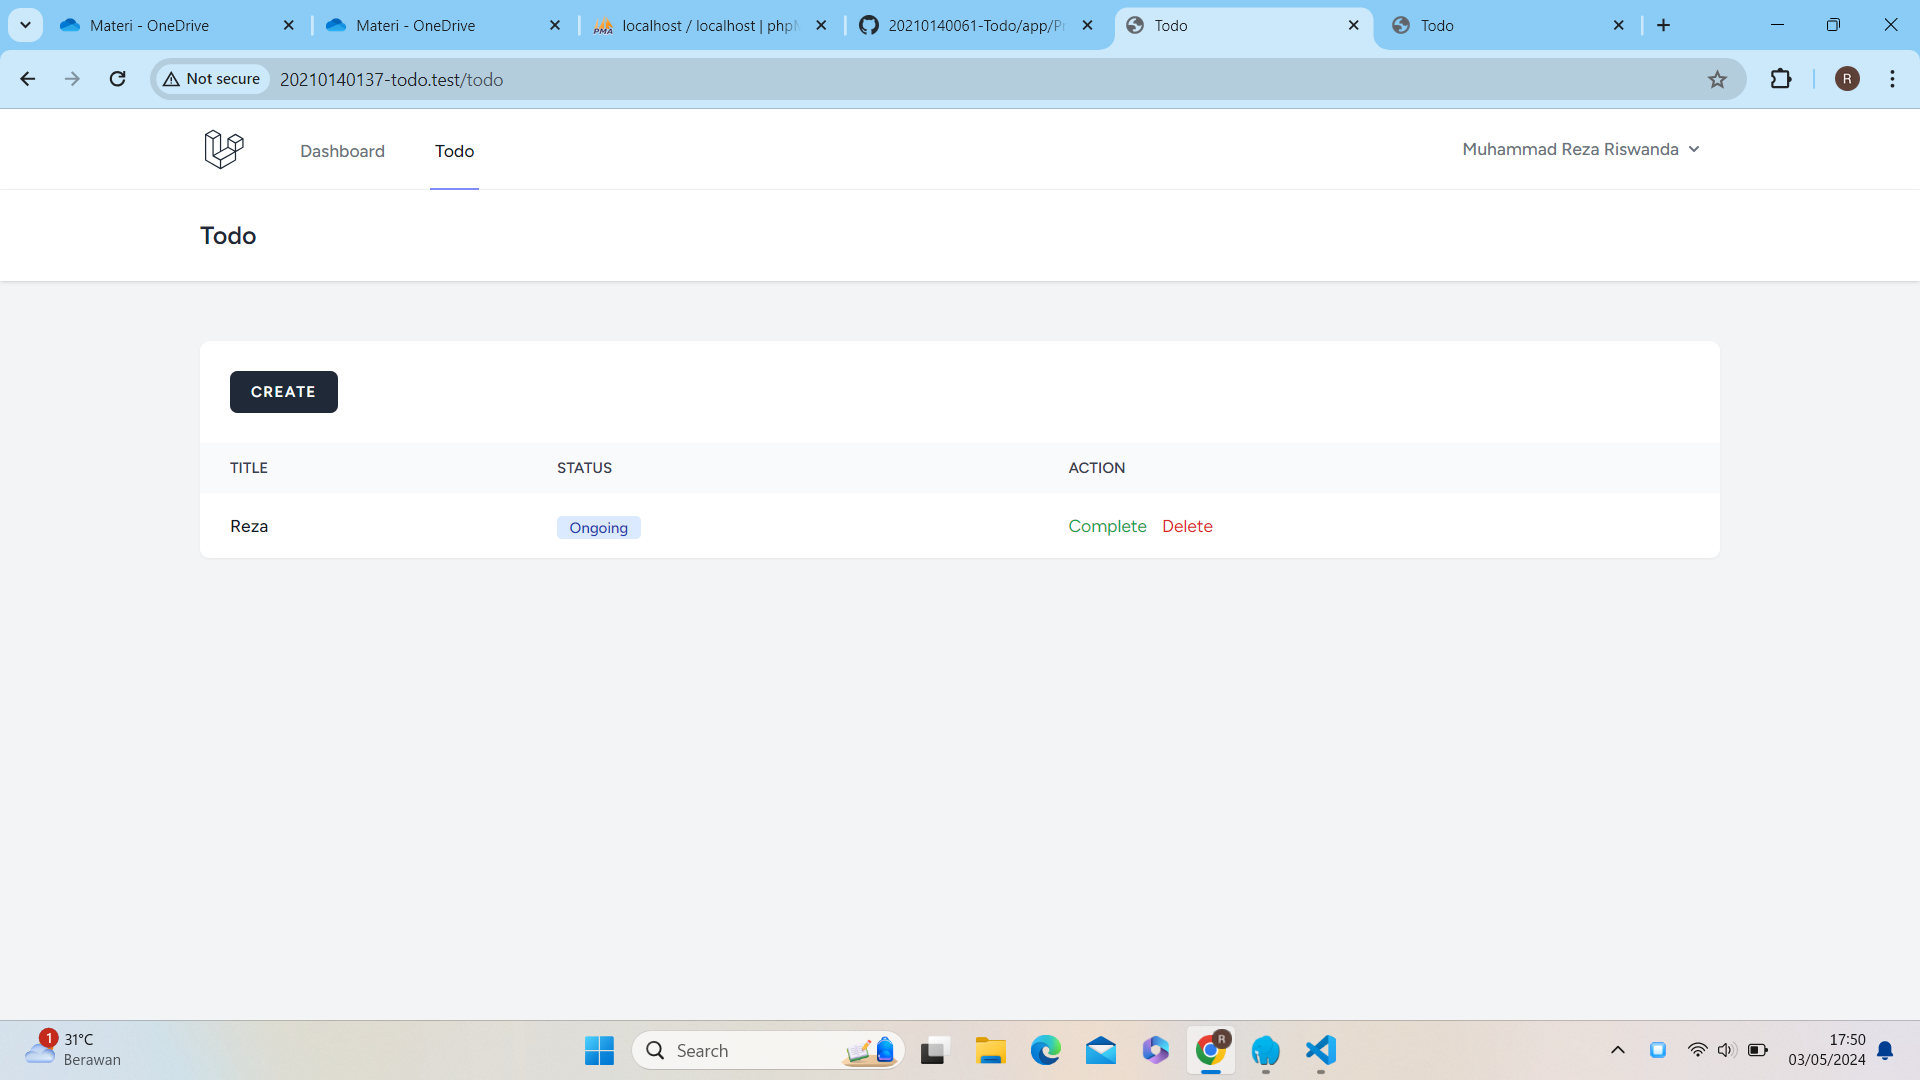 Materi - OneDrive
Materi - OneDrive
PMA
localhost / localhost | php
20210140061-Todo/app/P
Todo
Todo
Not secure
20210140137-todo.test/todo
R
Dashboard
Todo
Muhammad Reza Riswanda
Todo
CREATE
TITLE STATUS ACTION
Reza Ongoing Complete Delete
1
31°C
Berawan
Search
R
17:50
03/05/2024